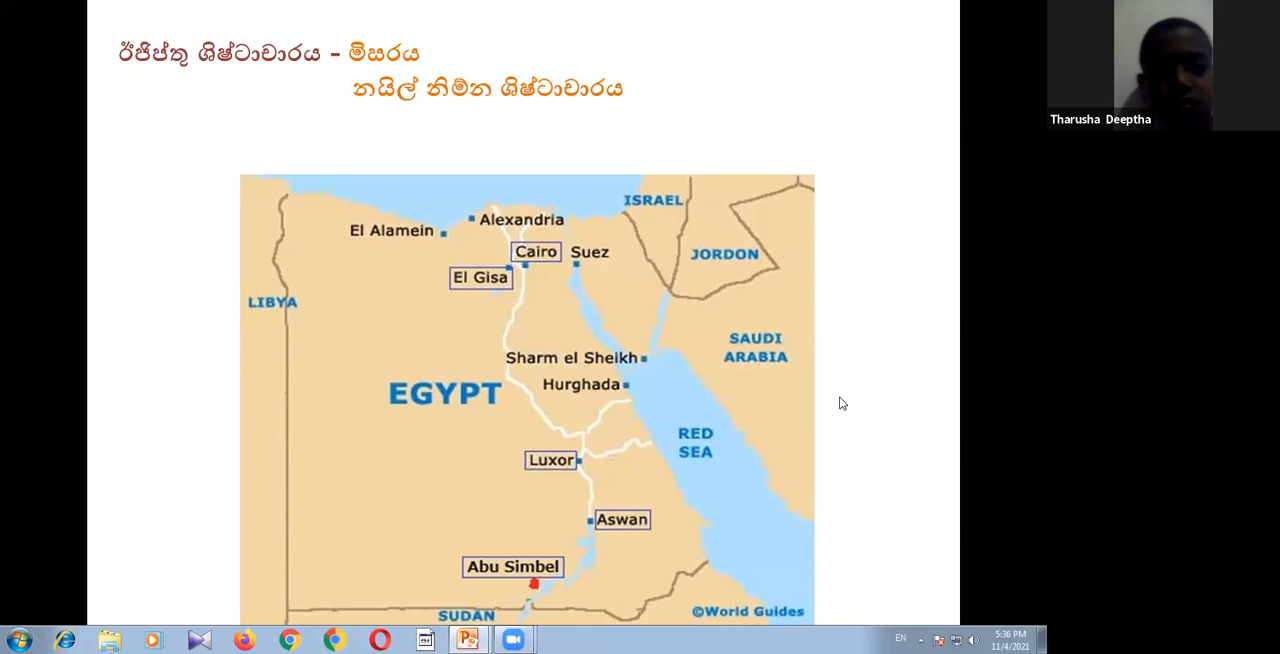 ඊජිප්තු ශිෂ්ටාචාරය – මිසරය
නයිල් නිම්න ශිෂ්ටාචාරය
Tharusha Deeptha
ISRAEL
Alexandria
El Alamein
Cairo
Suez
JORDON
El Gisa
LIBYA
SAUDI
ARABIA
Sharm el Sheikh
Hurghada
EGYPT
RED
SEA
Luxor
Aswan
Abu Simbel
SUDAN
©World Guides
EN
5:36 PM
11/4/2021